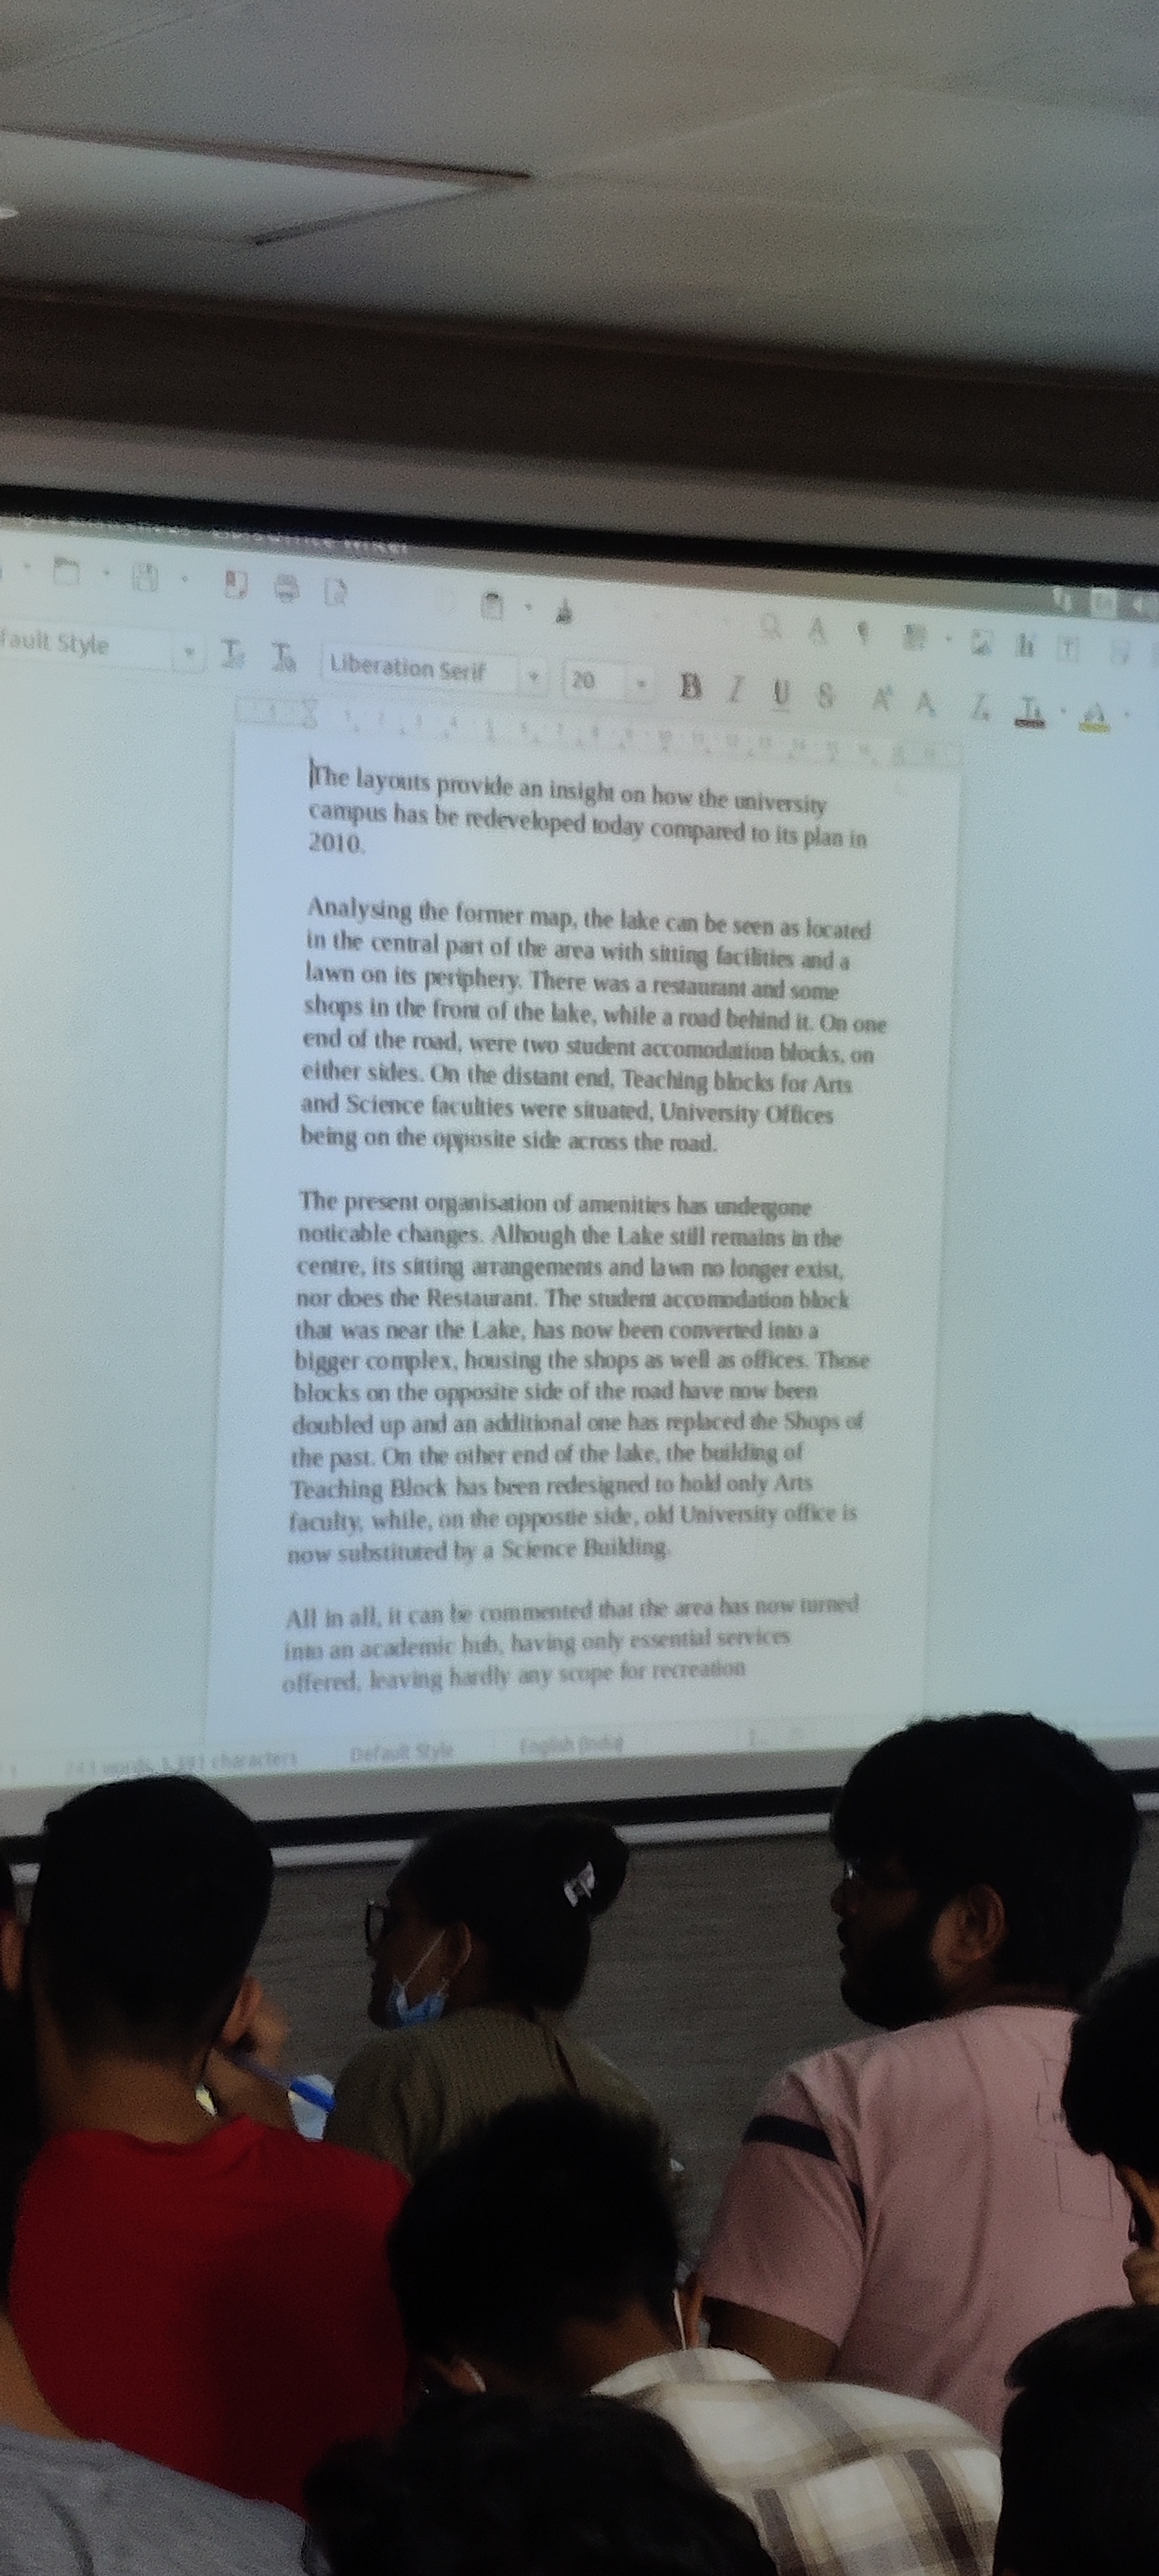 fault Style
Liberation Serif
20
The layouts provide an insight on how the university
campus has be redeveloped today compared to its plan in
2010.
Analysing the former map, the lake can be seen as located
in the central part of the area with sitting facilities and a
lawn on its periphery. There was a restaurant and some
shops in the front of the lake, while a road behind it. On one
end of the road, were two student accomodation blocks, on
either sides. On the distant end, Teaching blocks for Arts
and Science faculties were situated, University Offices
being on the opposite side across the road.
The present organisation of amenities has undergone
noticable changes. Alhough the Lake still remains in the
centre, its sitting arrangements and lawn no longer exist,
nor does the Restaurant. The student accomodation block
that was near the Lake, has now been converted into a
bigger complex, housing the shops as well as offices. Those
blocks on the opposite side of the road have now been
doubled up and an additional one has replaced the Shops of
the past. On the other end of the lake, the building of
Teaching Block has been redesigned to hold only Arts
faculty, while, on the oppostie side, old University office is
now substituted by a Science Building.
All in all, it can be commented that the area has now turned
into an academic hub, having only essential services
offered, leaving hardly any scope for recreation
words, characters Default Style English (India)